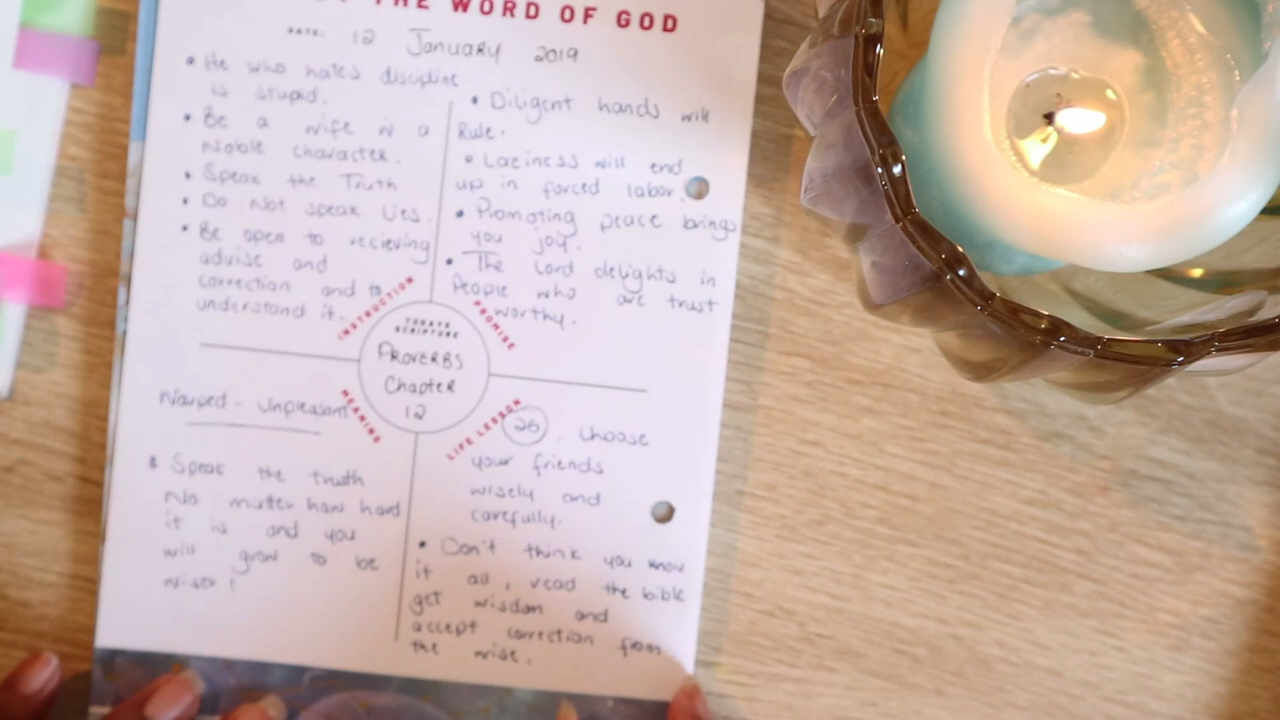 THE WORD OF GOD
DATE: 12 January 2019
• He who hates discipline
is stupid.
• Be a wife of a
Noble character.
• Speak the Truth
• Do Not speak Lies.
• Be open to recieving
advise and
correction and to
understand it.
INSTRUCTION
• Diligent hands will
Rule.
• Laziness will end
up in forced labor.
• Promoting peace brings
you joy.
• The Lord delights in
People who are trust
worthy.
PROMISE
TODAYS
SCRIPTURE
PROVERBS
Chapter
12
MEANING
Warped - Unpleasant
• Speak the truth
No matter how hard
it is and you
will grow to be
wiser!
LIFE LESSON
26. Choose
your friends
wisely and
carefully.
• Don't think you know
it all, read the bible
get wisdom and
accept correction from
the wise.